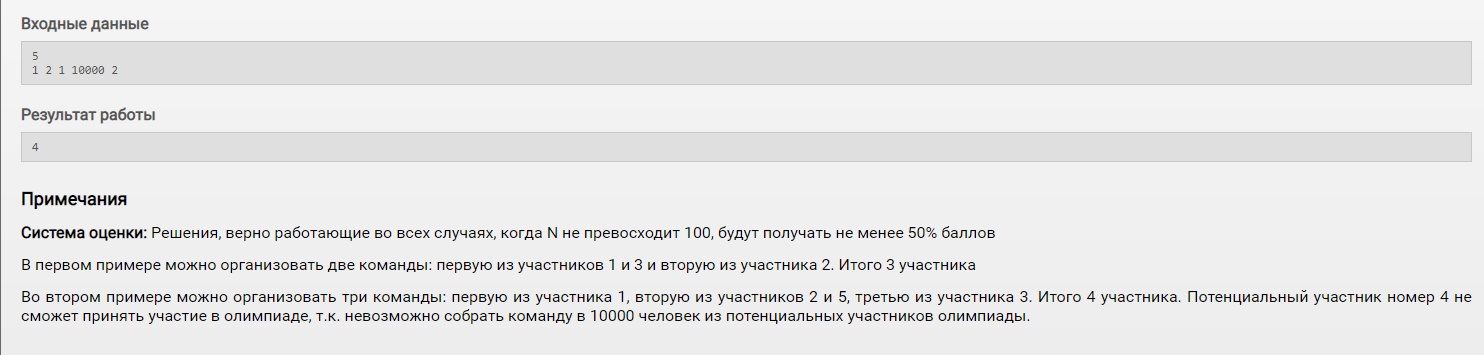 Входные данные
5
1 2 1 10000 2
Результат работы
4
Примечания
Система оценки: Решения, верно работающие во всех случаях, когда N не превосходит 100, будут получать не менее 50% баллов
В первом примере можно организовать две команды: первую из участников 1 и 3 и вторую из участника 2. Итого 3 участника
Во втором примере можно организовать три команды: первую из участника 1, вторую из участников 2 и 5, третью из участника 3. Итого 4 участника. Потенциальный участник номер 4 не
сможет принять участие в олимпиаде, т.к. невозможно собрать команду в 10000 человек из потенциальных участников олимпиады.